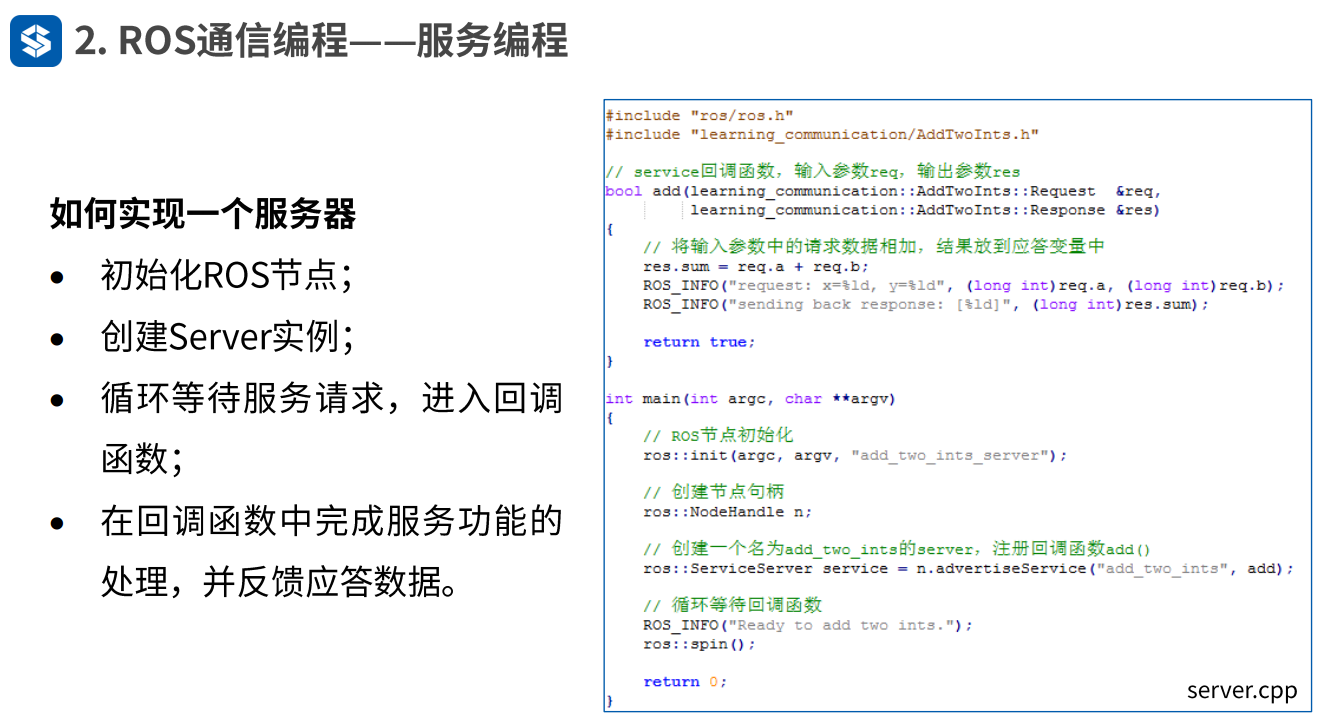 2. ROS通信编程——服务编程
如何实现一个服务器
• 初始化ROS节点；
• 创建Server实例；
• 循环等待服务请求，进入回调
函数；
• 在回调函数中完成服务功能的
处理，并反馈应答数据。
#include "ros/ros.h"
#include "learning_communication/AddTwoInts.h"
// service回调函数，输入参数req，输出参数res
bool add(learning_communication::AddTwoInts::Request  &req,
         learning_communication::AddTwoInts::Response &res)
{
    // 将输入参数中的请求数据相加，结果放到应答变量中
    res.sum = req.a + req.b;
    ROS_INFO("request: x=%ld, y=%ld", (long int)req.a, (long int)req.b);
    ROS_INFO("sending back response: [%ld]", (long int)res.sum);
    return true;
}
int main(int argc, char **argv)
{
    // ROS节点初始化
    ros::init(argc, argv, "add_two_ints_server");
    // 创建节点句柄
    ros::NodeHandle n;
    // 创建一个名为add_two_ints的server，注册回调函数add()
    ros::ServiceServer service = n.advertiseService("add_two_ints", add);
    // 循环等待回调函数
    ROS_INFO("Ready to add two ints.");
    ros::spin();
    return 0;
}
server.cpp